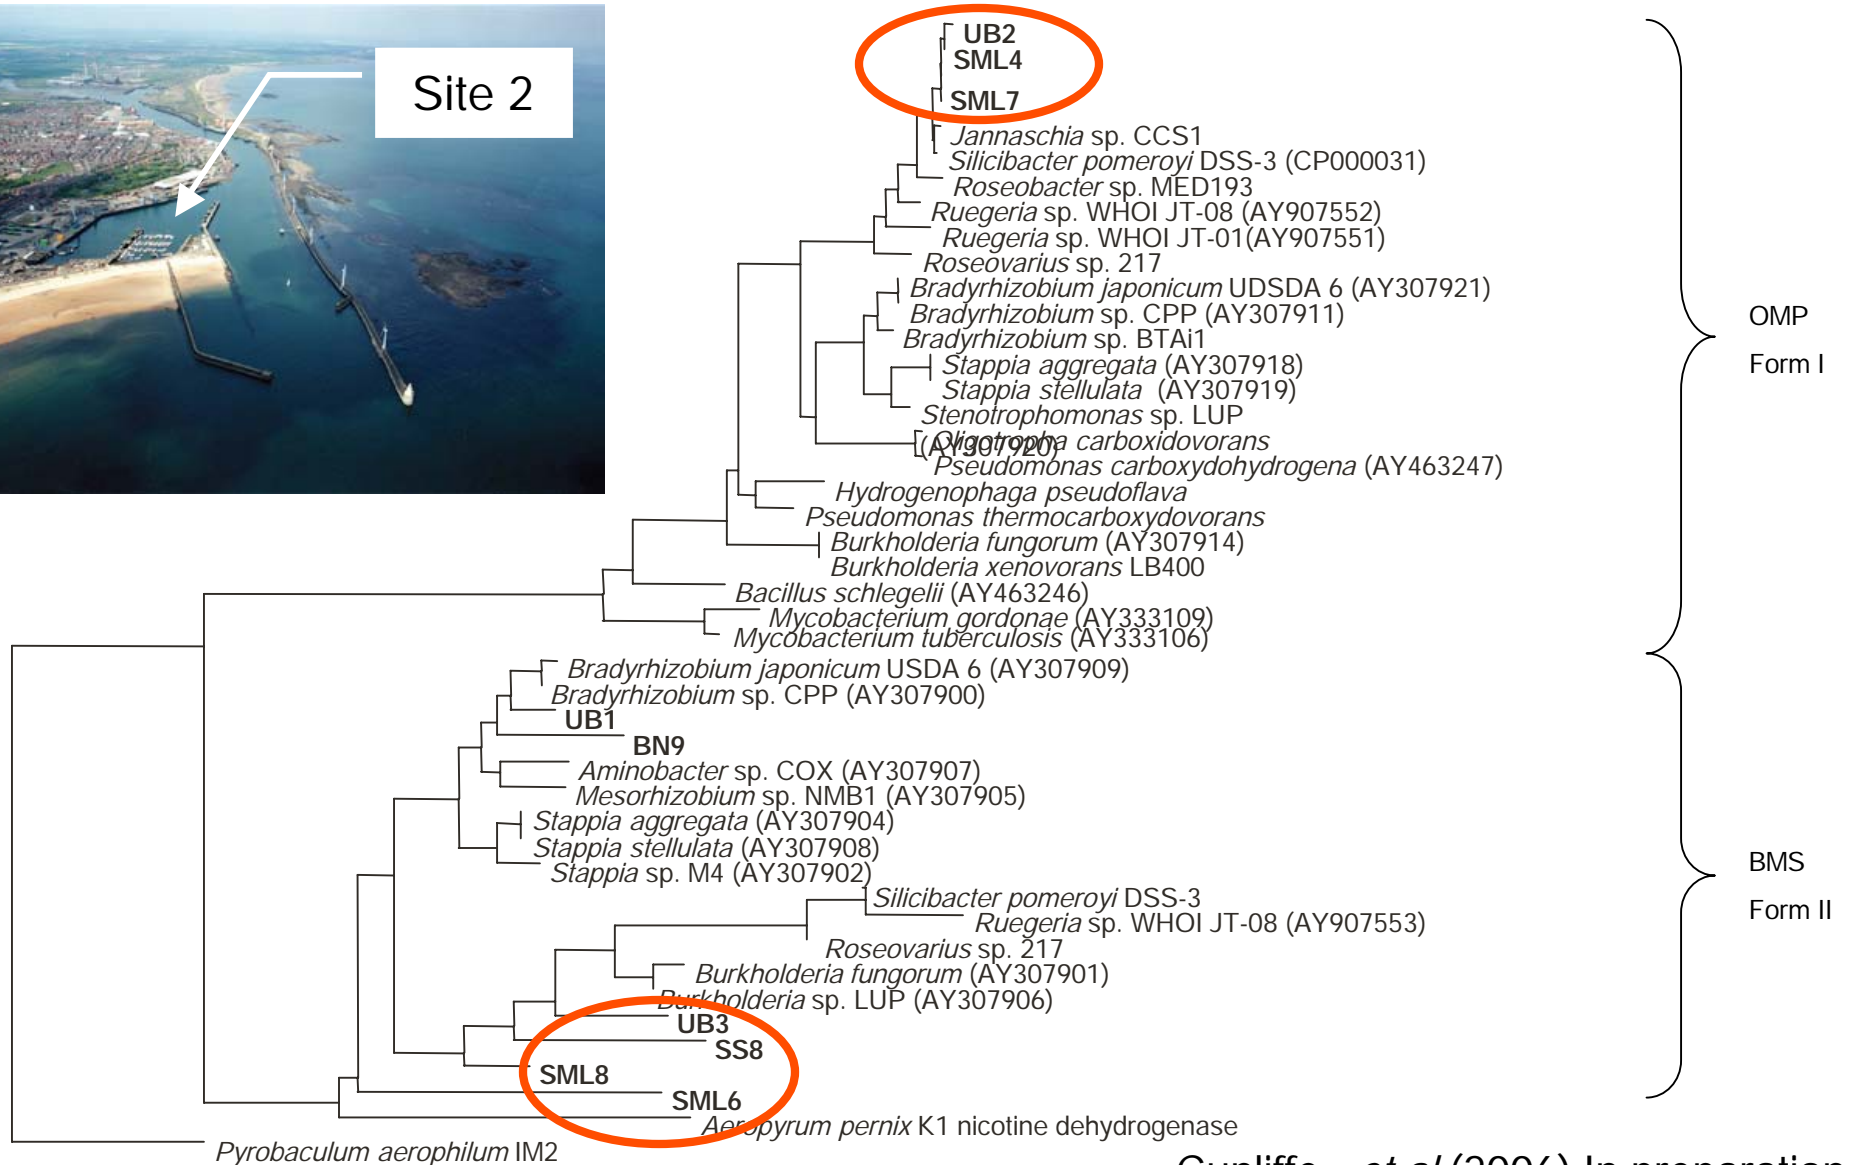 Site 2
UB2
SML4
SML7
Jannaschia sp. CCS1
Silicibacter pomeroyi DSS-3 (CP000031)
Roseobacter sp. MED193
Ruegeria sp. WHOI JT-08 (AY907552)
Ruegeria sp. WHOI JT-01(AY907551)
Roseovarius sp. 217
Bradyrhizobium japonicum UDSDA 6 (AY307921)
Bradyrhizobium sp. CPP (AY307911)
Bradyrhizobium sp. BTAi1
Stappia aggregata (AY307918)
Stappia stellulata (AY307919)
Stenotrophomonas sp. LUP
(AY307920)
Oligotropha carboxidovorans
Pseudomonas carboxydohydrogena (AY463247)
Hydrogenophaga pseudoflava
Pseudomonas thermocarboxydovorans
Burkholderia fungorum (AY307914)
Burkholderia xenovorans LB400
Bacillus schlegelii (AY463246)
Mycobacterium gordonae (AY333109)
Mycobacterium tuberculosis (AY333106)
OMP
Form I
Bradyrhizobium japonicum USDA 6 (AY307909)
Bradyrhizobium sp. CPP (AY307900)
UB1
BN9
Aminobacter sp. COX (AY307907)
Mesorhizobium sp. NMB1 (AY307905)
Stappia aggregata (AY307904)
Stappia stellulata (AY307908)
Stappia sp. M4 (AY307902)
Silicibacter pomeroyi DSS-3
Ruegeria sp. WHOI JT-08 (AY907553)
Roseovarius sp. 217
Burkholderia fungorum (AY307901)
Burkholderia sp. LUP (AY307906)
UB3
SS8
SML8
SML6
Aeropyrum pernix K1 nicotine dehydrogenase
Pyrobaculum aerophilum IM2
BMS
Form II
et al (2006) In preparation